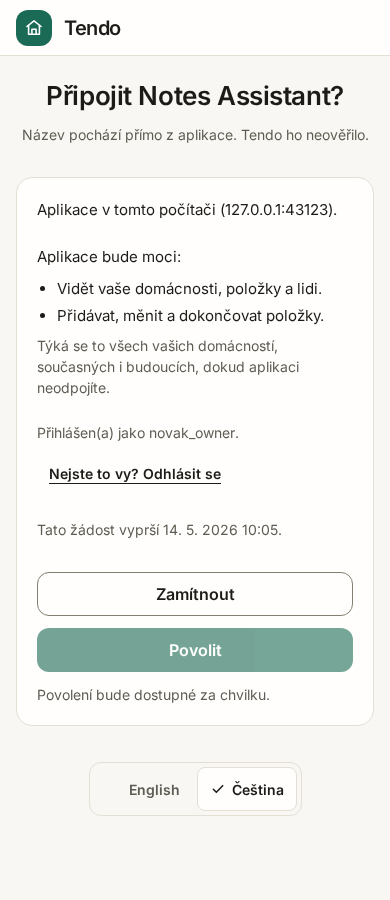 Tendo
Připojit Notes Assistant?
Název pochází přímo z aplikace. Tendo ho neověřilo.
Aplikace v tomto počítači (127.0.0.1:43123).
Aplikace bude moci:
• Vidět vaše domácnosti, položky a lidi.
• Přidávat, měnit a dokončovat položky.
Týká se to všech vašich domácností,
současných i budoucích, dokud aplikaci
neodpojíte.
Přihlášen(a) jako novak_owner.
Nejste to vy? Odhlásit se
Tato žádost vyprší 14. 5. 2026 10:05.
Zamítnout
Povolit
Povolení bude dostupné za chvilku.
English
Čeština